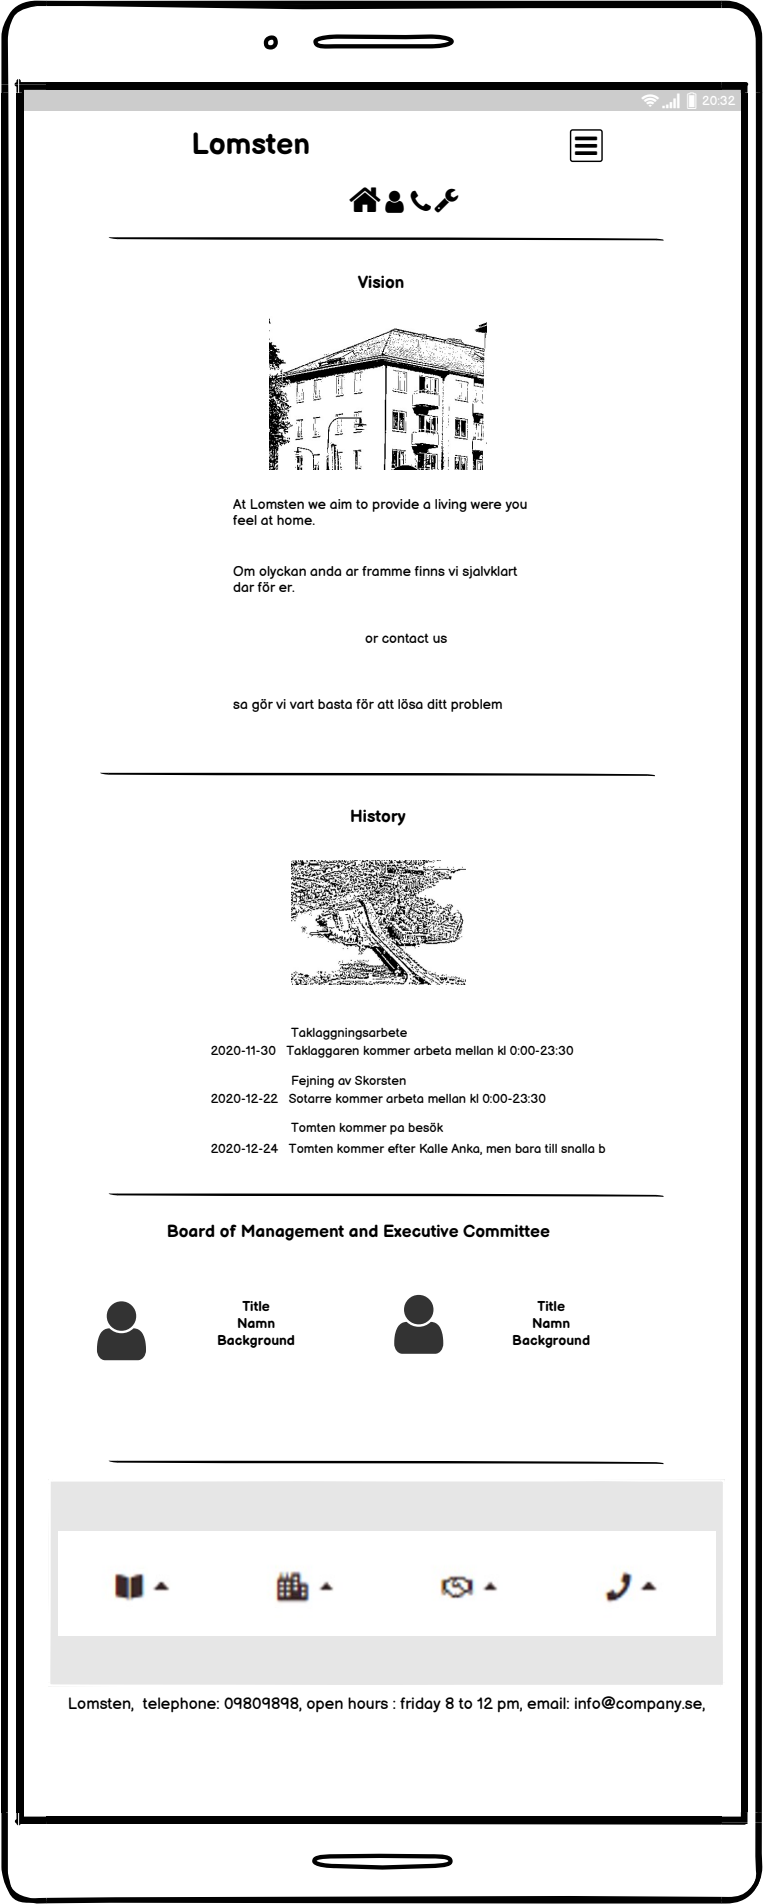 20:32
Lomsten
Vision
At Lomsten we aim to provide a living were you
feel at home.
Om olyckan anda ar framme finns vi sjalvklart
dar för er.
or contact us
sa gör vi vart basta för att lösa ditt problem
History
Taklaggningsarbete
2020-11-30 Taklaggaren kommer arbeta mellan kl 0:00-23:30
Fejning av Skorsten
2020-12-22 Sotarre kommer arbeta mellan kl 0:00-23:30
Tomten kommer pa besök
2020-12-24 Tomten kommer efter Kalle Anka, men bara till snalla b
Board of Management and Executive Committee
Title
Namn
Background
Title
Namn
Background
Lomsten, telephone: 09809898, open hours : friday 8 to 12 pm, email: info@company.se,